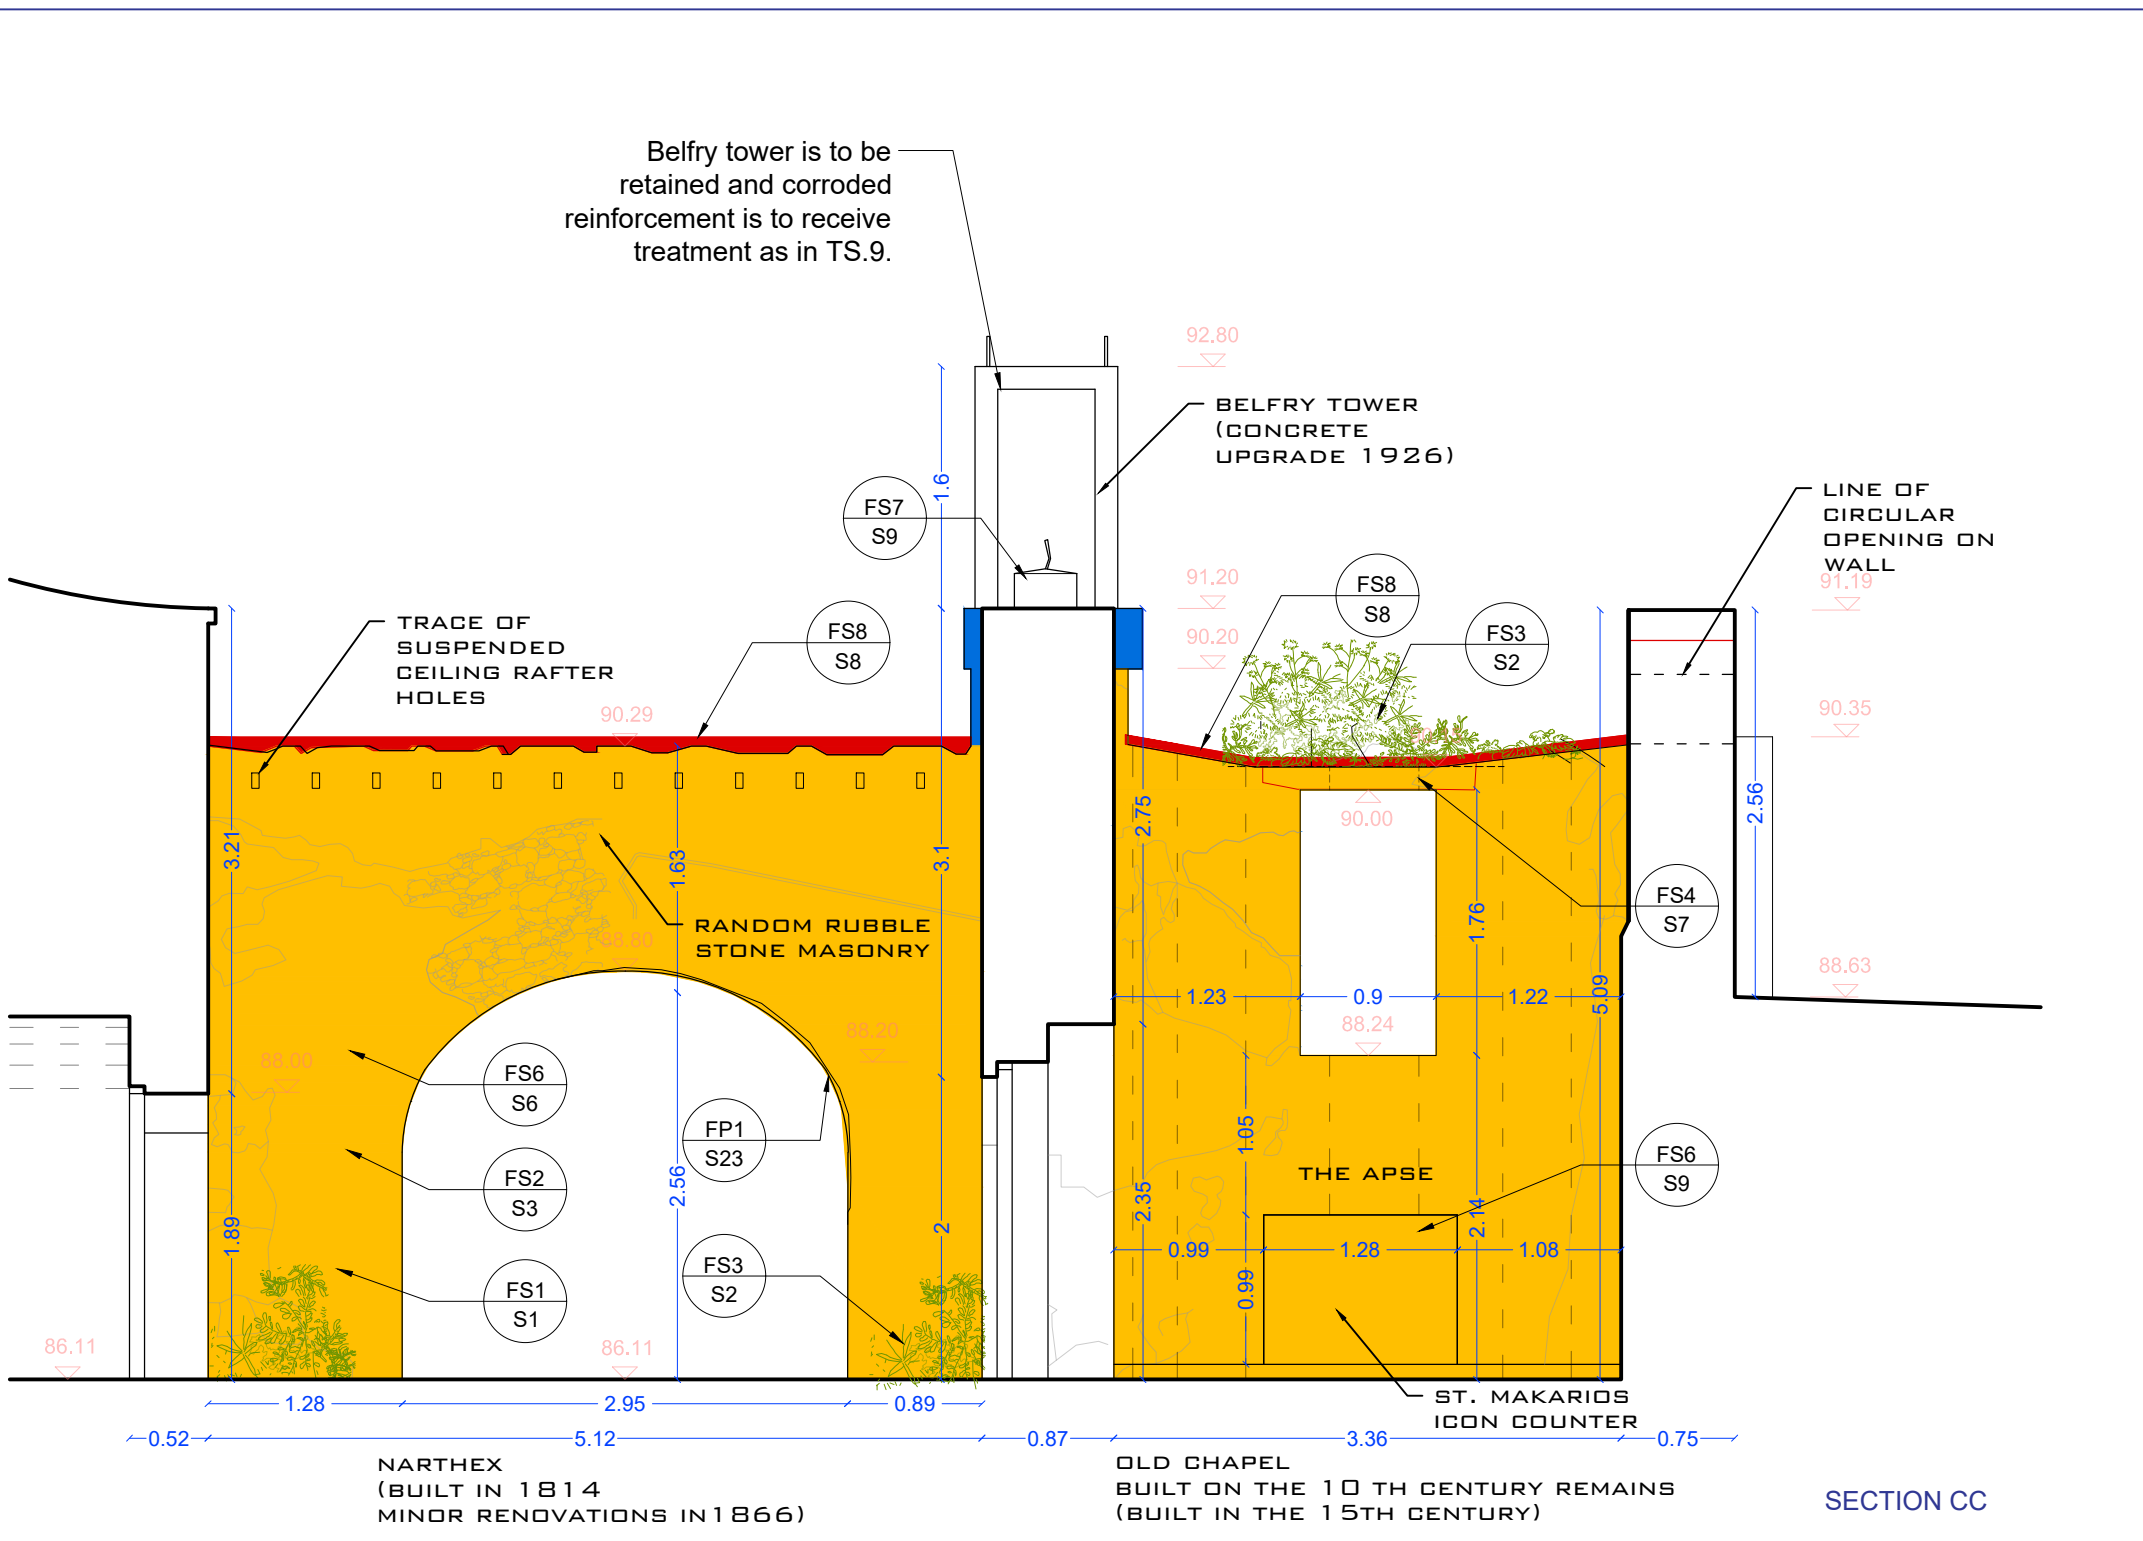 Belfry tower is to be
retained and corroded
reinforcement is to receive
treatment as in TS.9.
92.80
BELFRY TOWER
(CONCRETE
UPGRADE 1926)
1.6
FS7
S9
LINE OF
CIRCULAR
OPENING ON
WALL
91.19
91.20
90.20
FS8
S8
FS3
S2
TRACE OF
SUSPENDED
CEILING RAFTER
HOLES
FS8
S8
90.29
90.35
3.21
1.63
3.1
2.75
90.00
2.56
RANDOM RUBBLE
STONE MASONRY
88.80
1.76
FS4
S7
88.63
1.23
0.9
1.22
5.09
88.24
88.20
88.00
FS6
S6
FP1
S23
FS2
S3
2.56
1.05
THE APSE
FS6
S9
1.89
2
2.35
2.14
FS3
S2
0.99
1.28
1.08
FS1
S1
0.99
86.11
86.11
1.28
2.95
0.89
ST. MAKARIOS
ICON COUNTER
0.52
5.12
0.87
3.36
0.75
NARTHEX
(BUILT IN 1814
MINOR RENOVATIONS IN1866)
OLD CHAPEL
BUILT ON THE 10 TH CENTURY REMAINS
(BUILT IN THE 15TH CENTURY)
SECTION CC